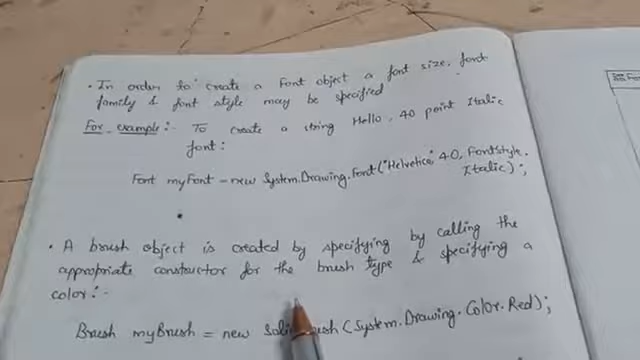 • In order to create a Font object a font size, font
family & font style may be specified
For example:- To create a string Hello, 40 point Italic
font:
Font myFont = new System.Drawing.Font("Helvetica" 40, FontStyle.
Italic);
• A brush object is created by specifying by calling the
appropriate constructor for the brush type & specifying a
color:-
Brush myBrush = new (System.Drawing.Color.Red);